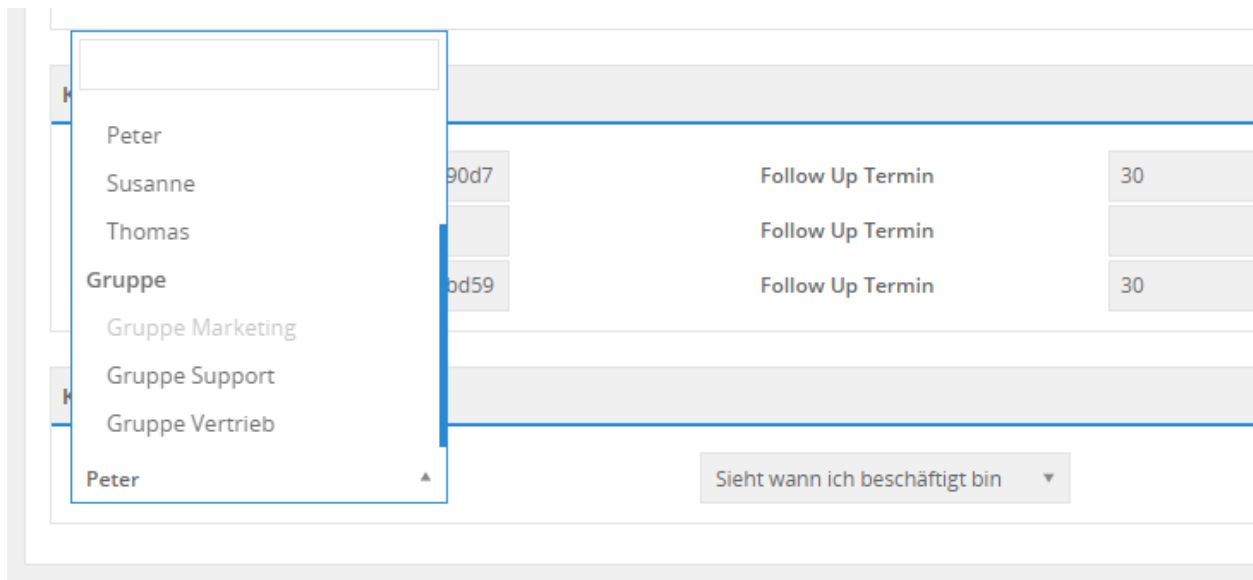 Peter
Susanne
90d7
Follow Up Termin
30
Thomas
Follow Up Termin
Gruppe
bd59
Follow Up Termin
30
Gruppe Marketing
Gruppe Support
Gruppe Vertrieb
Peter
Sieht wann ich beschäftigt bin